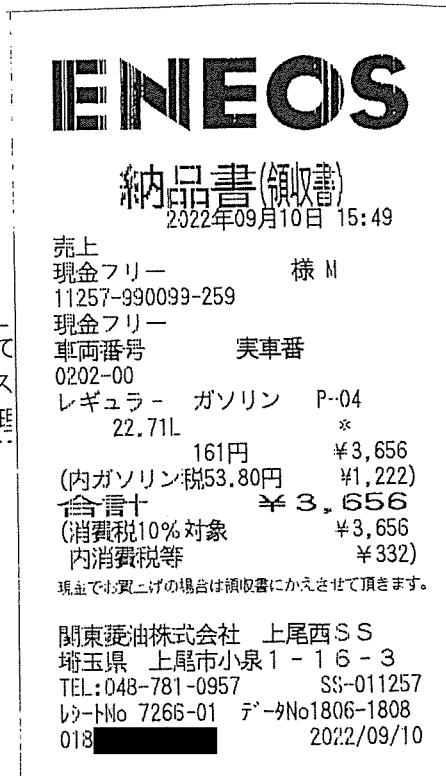 ENEOS
納品書(領収書)
2022年09月10日 15:49
売上
現金フリー 様 M
11257-990099-259
現金フリー
車両番号 実車番
0202-00
レギュラー ガソリン P-04
22.71L ※
161円 ¥3,656
(内ガソリン税53.80円 ¥1,222)
合計 ¥3,656
(消費税10%対象 ¥3,656
内消費税等 ¥332)
現金でお買上げの場合は領収書にかえさせて頂きます。
関東菱油株式会社 上尾西SS
埼玉県 上尾市小泉1-16-3
TEL:048-781-0957 SS-011257
レシートNo 7266-01 データNo1806-1808
018
2022/09/10
て
ス
理